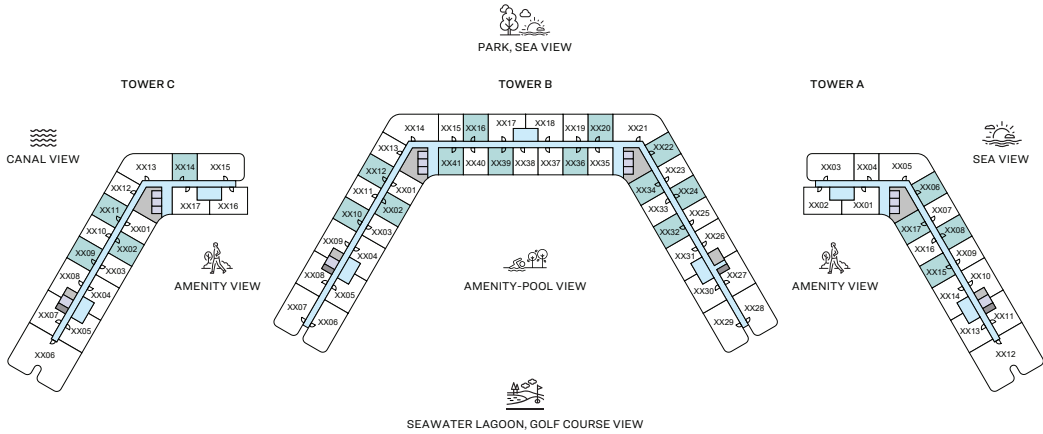 PARK, SEA VIEW
TOWER C
TOWER B
TOWER A
CANAL VIEW
SEA VIEW
XX13
XX14
XX15
XX12
XX11
XX10
XX09
XX08
XX07
XX06
XX01
XX02
XX03
XX04
XX05
XX17
XX16
AMENITY VIEW
XX14
XX15
XX16
XX17
XX18
XX19
XX20
XX21
XX13
XX12
XX11
XX10
XX09
XX08
XX07
XX06
XX05
XX04
XX03
XX02
XX01
XX41
XX40
XX39
XX38
XX37
XX36
XX35
XX34
XX33
XX32
XX31
XX30
XX29
XX22
XX23
XX24
XX25
XX26
XX27
XX28
AMENITY-POOL VIEW
XX03
XX04
XX05
XX02
XX01
XX06
XX07
XX08
XX09
XX10
XX11
XX12
XX17
XX16
XX15
XX14
XX13
AMENITY VIEW
SEAWATER LAGOON, GOLF COURSE VIEW